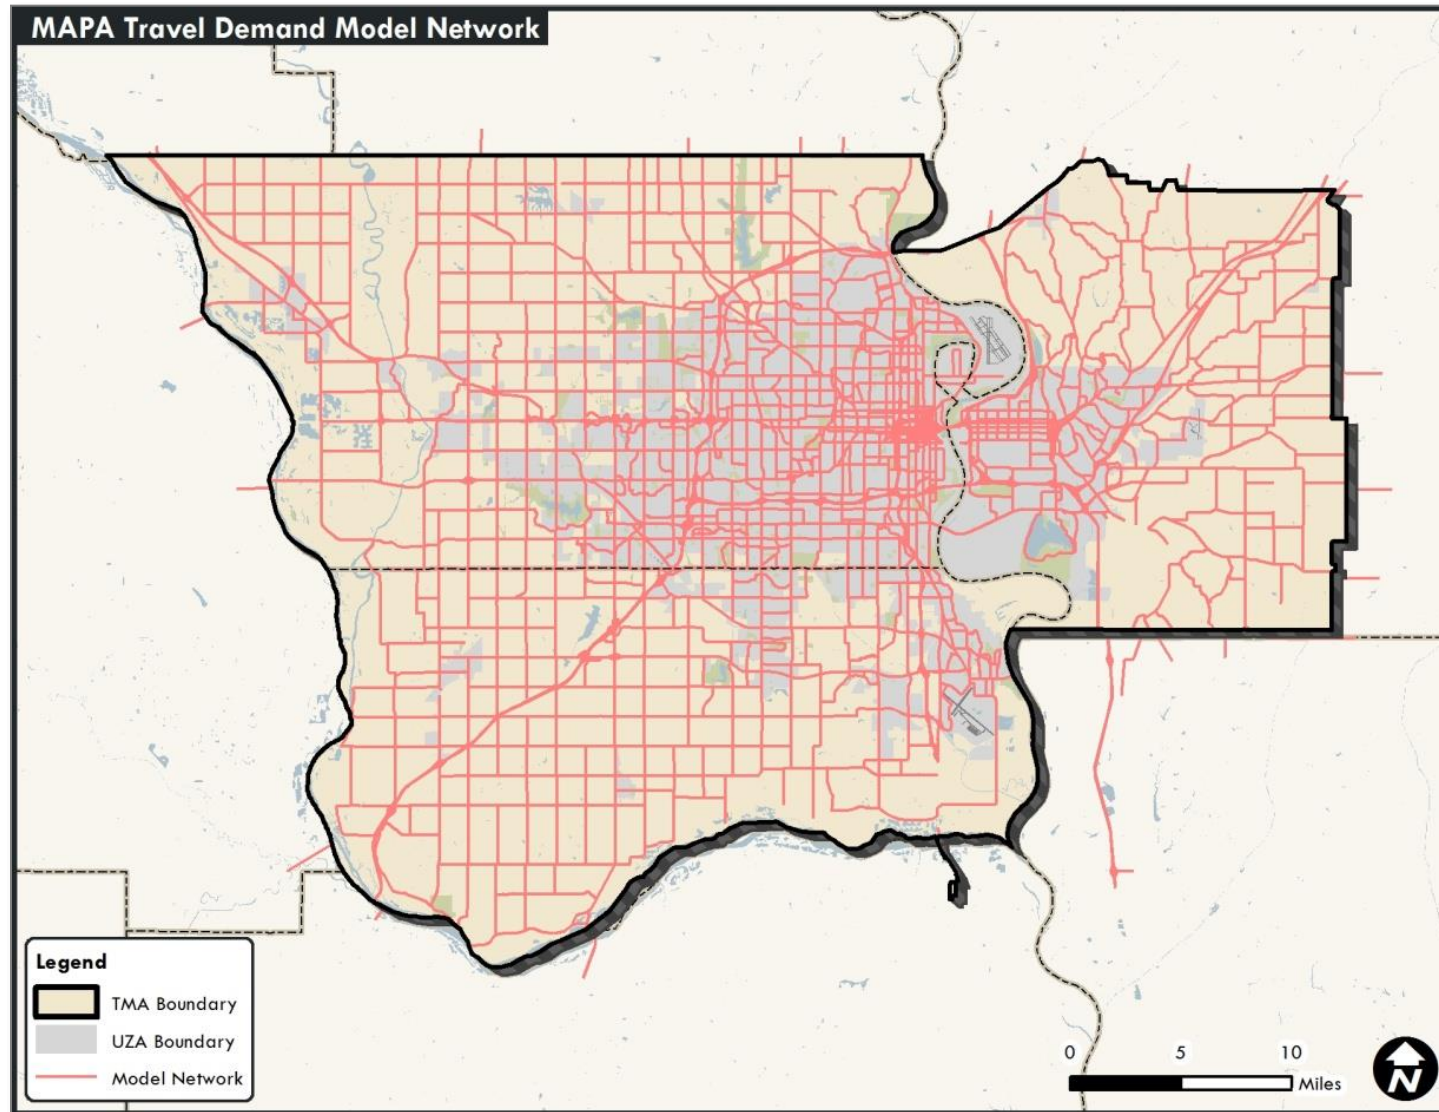 MAPA Travel Demand Model Network
Legend
TMA Boundary
UZA Boundary
Model Network
0 5 10
Miles
N